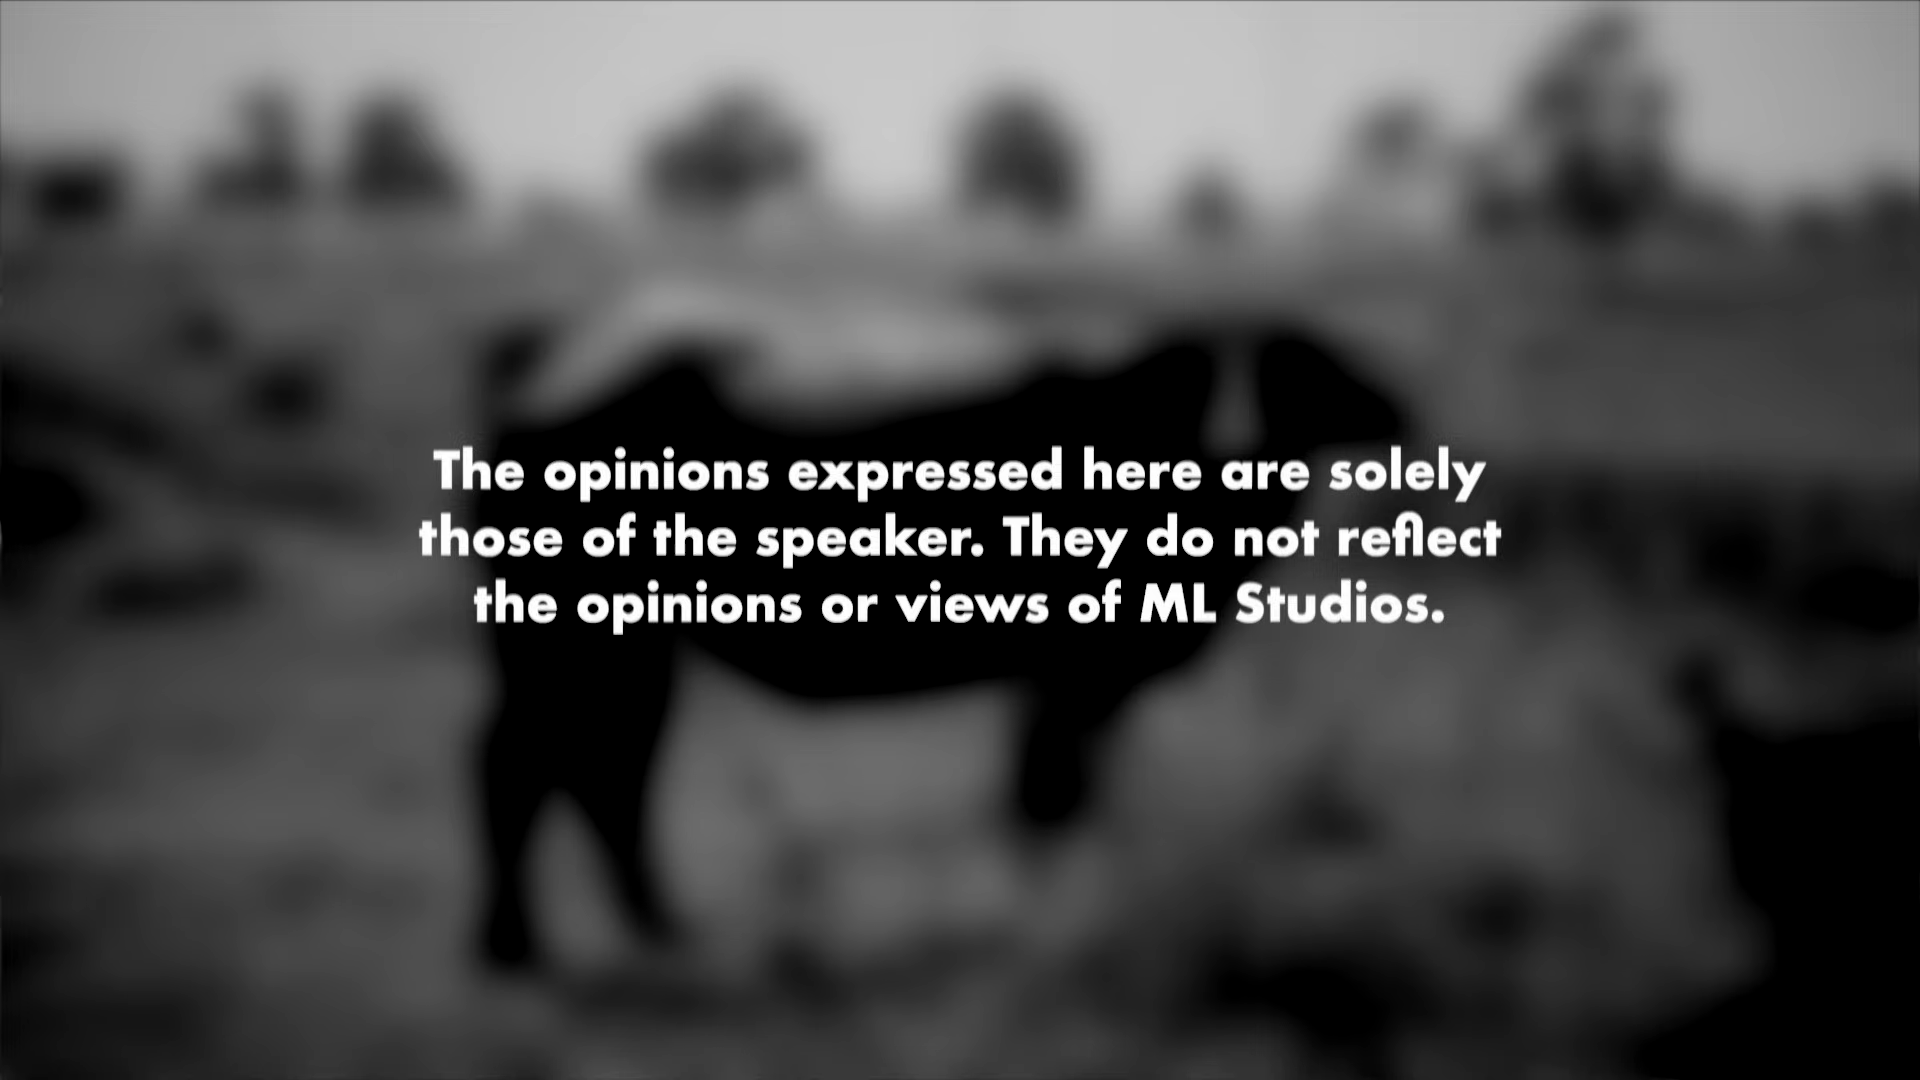 The opinions expressed here are solely
those of the speaker. They do not reflect
the opinions or views of ML Studios.